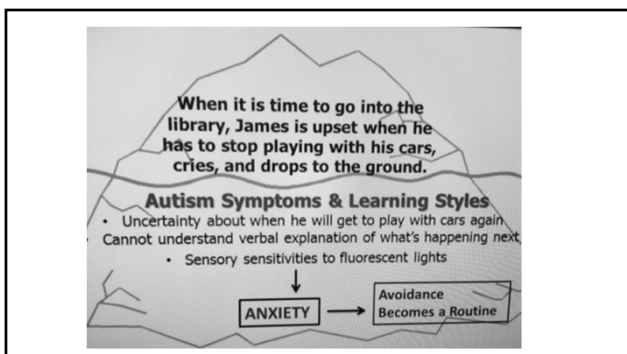 When it is time to go into the
library, James is upset when he
has to stop playing with his cars,
cries, and drops to the ground.
Autism Symptoms & Learning Styles
• Uncertainty about when he will get to play with cars again
Cannot understand verbal explanation of what's happening next
• Sensory sensitivities to fluorescent lights
ANXIETY
Avoidance
Becomes a Routine